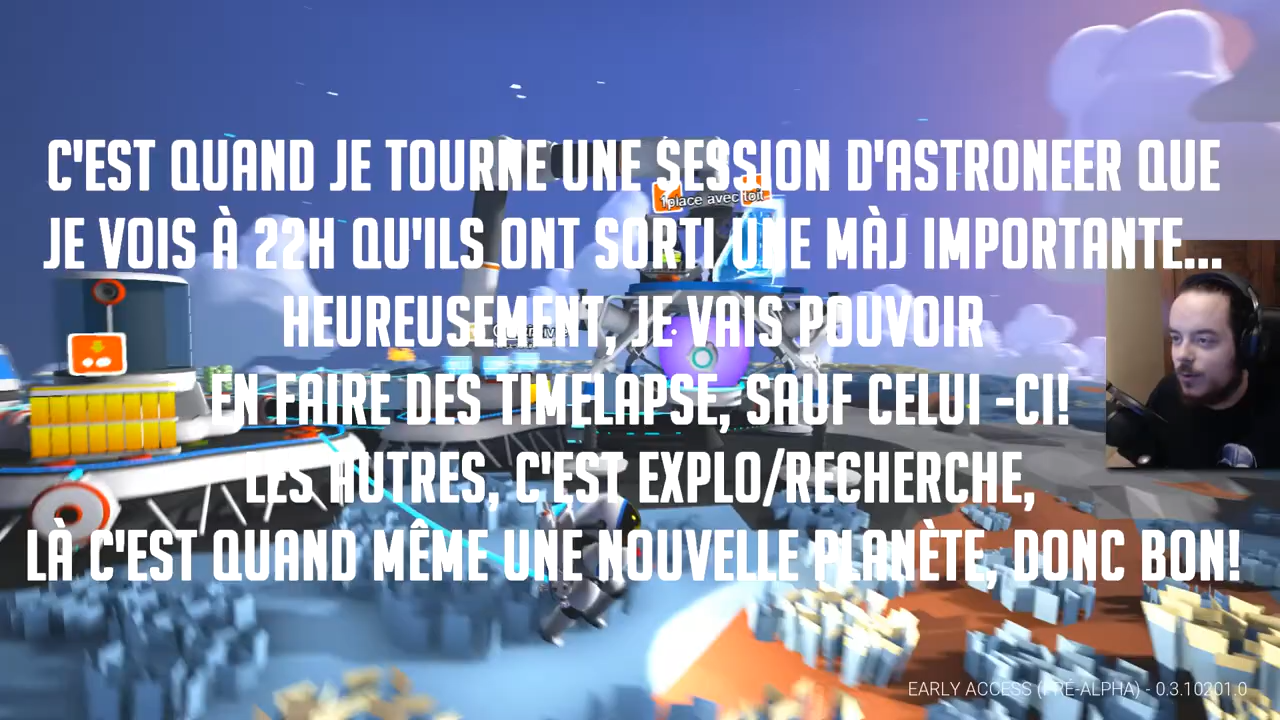 C'EST QUAND JE TOURNE UNE SESSION D'ASTRONEER QUE
1place avec toit
JE VOIS À 22H QU'ILS ONT SORTI UNE MÀJ IMPORTANTE...
HEUREUSEMENT, JE VAIS POUVOIR
EN FAIRE DES TIMELAPSE, SAUF CELUI -CI!
LES AUTRES, C'EST EXPLO/RECHERCHE,
LÀ C'EST QUAND MÊME UNE NOUVELLE PLANÈTE, DONC BON!
EARLY ACCESS (PRÉ-ALPHA) - 0.3.10201.0